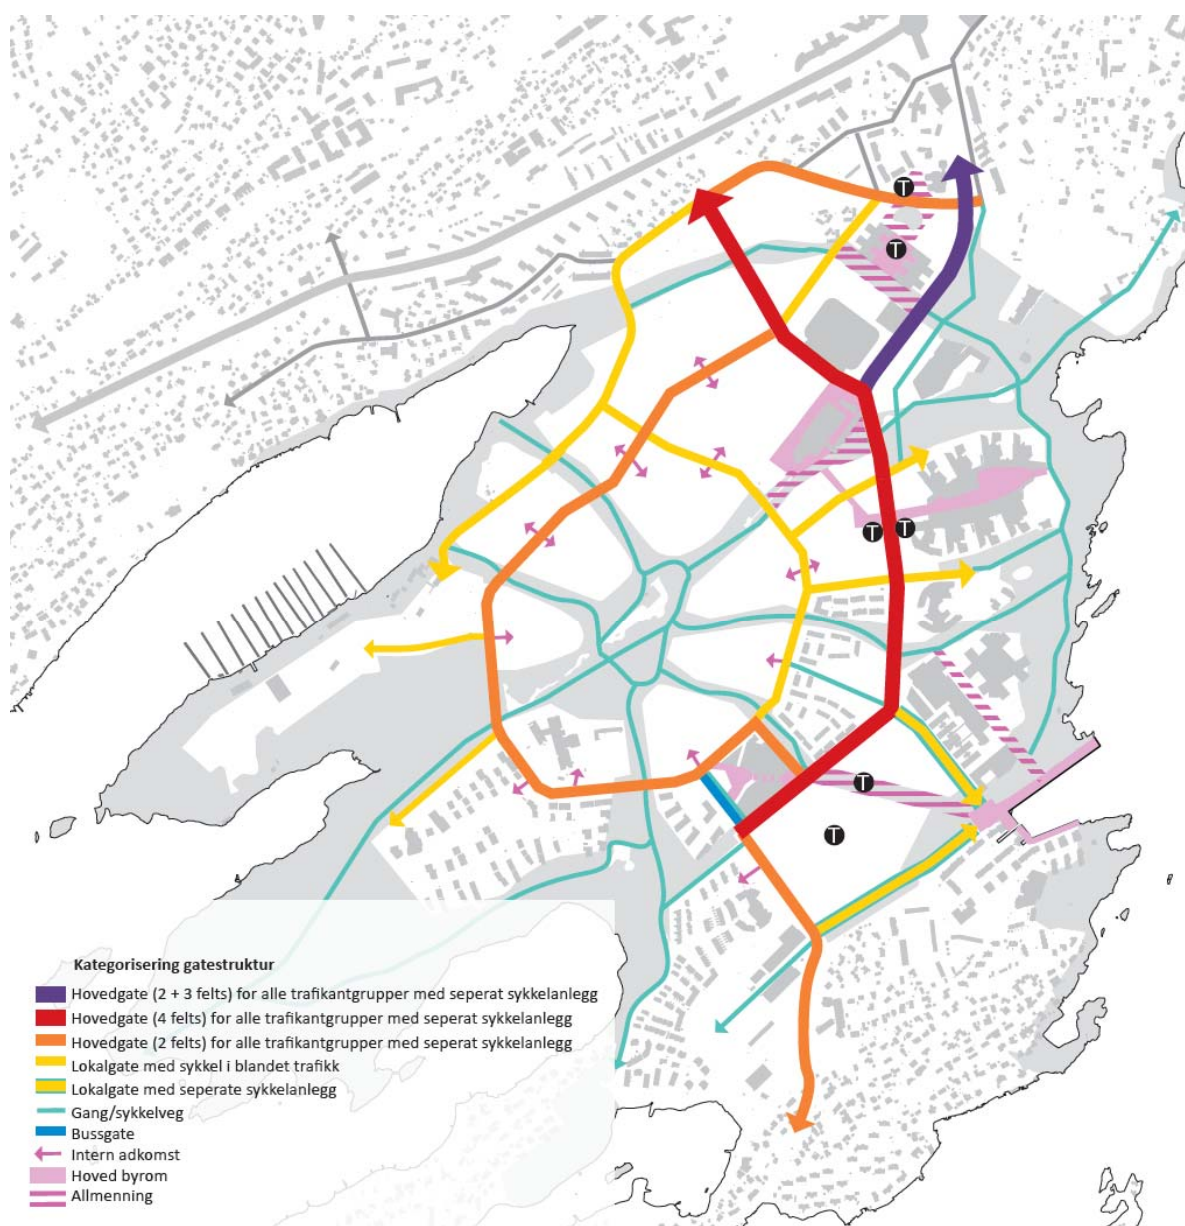 T
T
T
T
T
T
Kategorisering gatestruktur
Hovedgate (2 + 3 felts) for alle trafikantgrupper med seperat sykkelanlegg
Hovedgate (4 felts) for alle trafikantgrupper med seperat sykkelanlegg
Hovedgate (2 felts) for alle trafikantgrupper med seperat sykkelanlegg
Lokalgate med sykkel i blandet trafikk
Lokalgate med seperate sykkelanlegg
Gang/sykkelveg
Bussgate
Intern adkomst
Hoved byrom
Allmenning